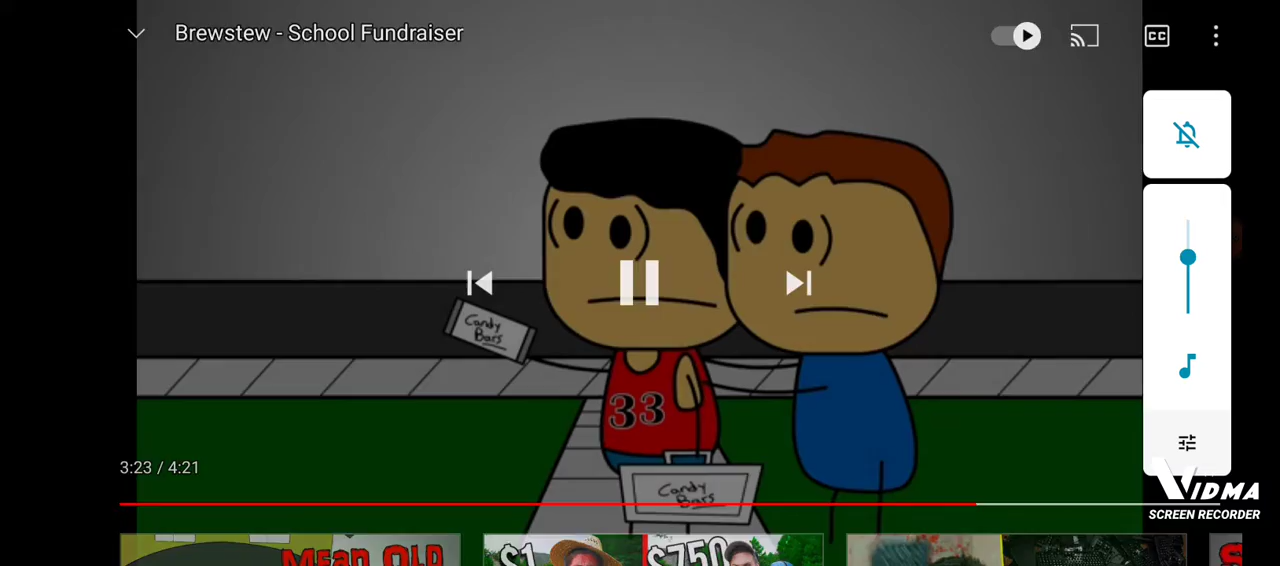 Brewstew - School Fundraiser
CC
Candy
Bars
33
Candy
Bars
3:23 / 4:21
VIDMA
SCREEN RECORDER
MEAN OLD
$1
$750